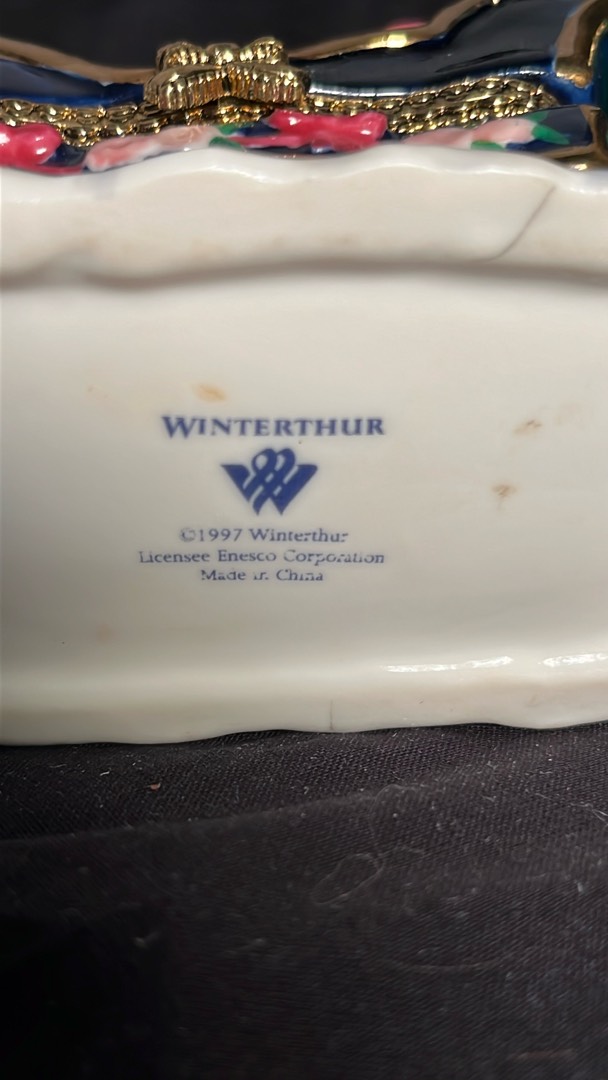 WINTERTHUR
©1997 Winterthur
Licensee Enesco Corporation
Made in China